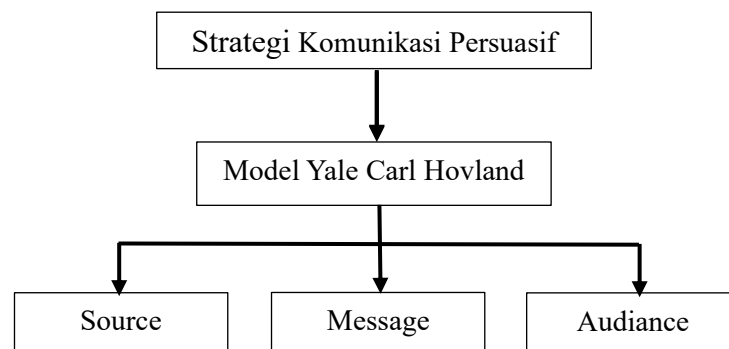 Strategi Komunikasi Persuasif
Model Yale Carl Hovland
Source
Message
Audiance